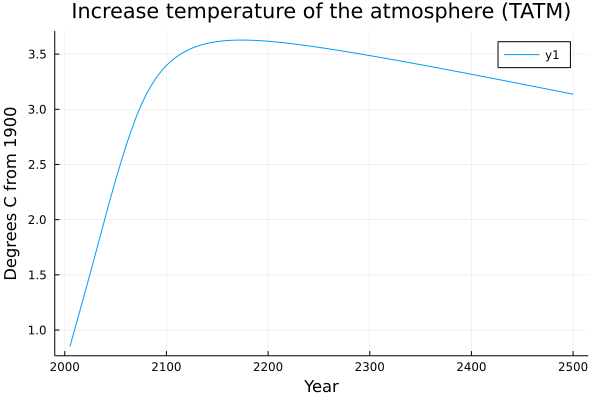 Increase temperature of the atmosphere (TATM)
y1
Degrees C from 1900
3.5
3.0
2.5
2.0
1.5
1.0
2000 2100 2200 2300 2400 2500
Year